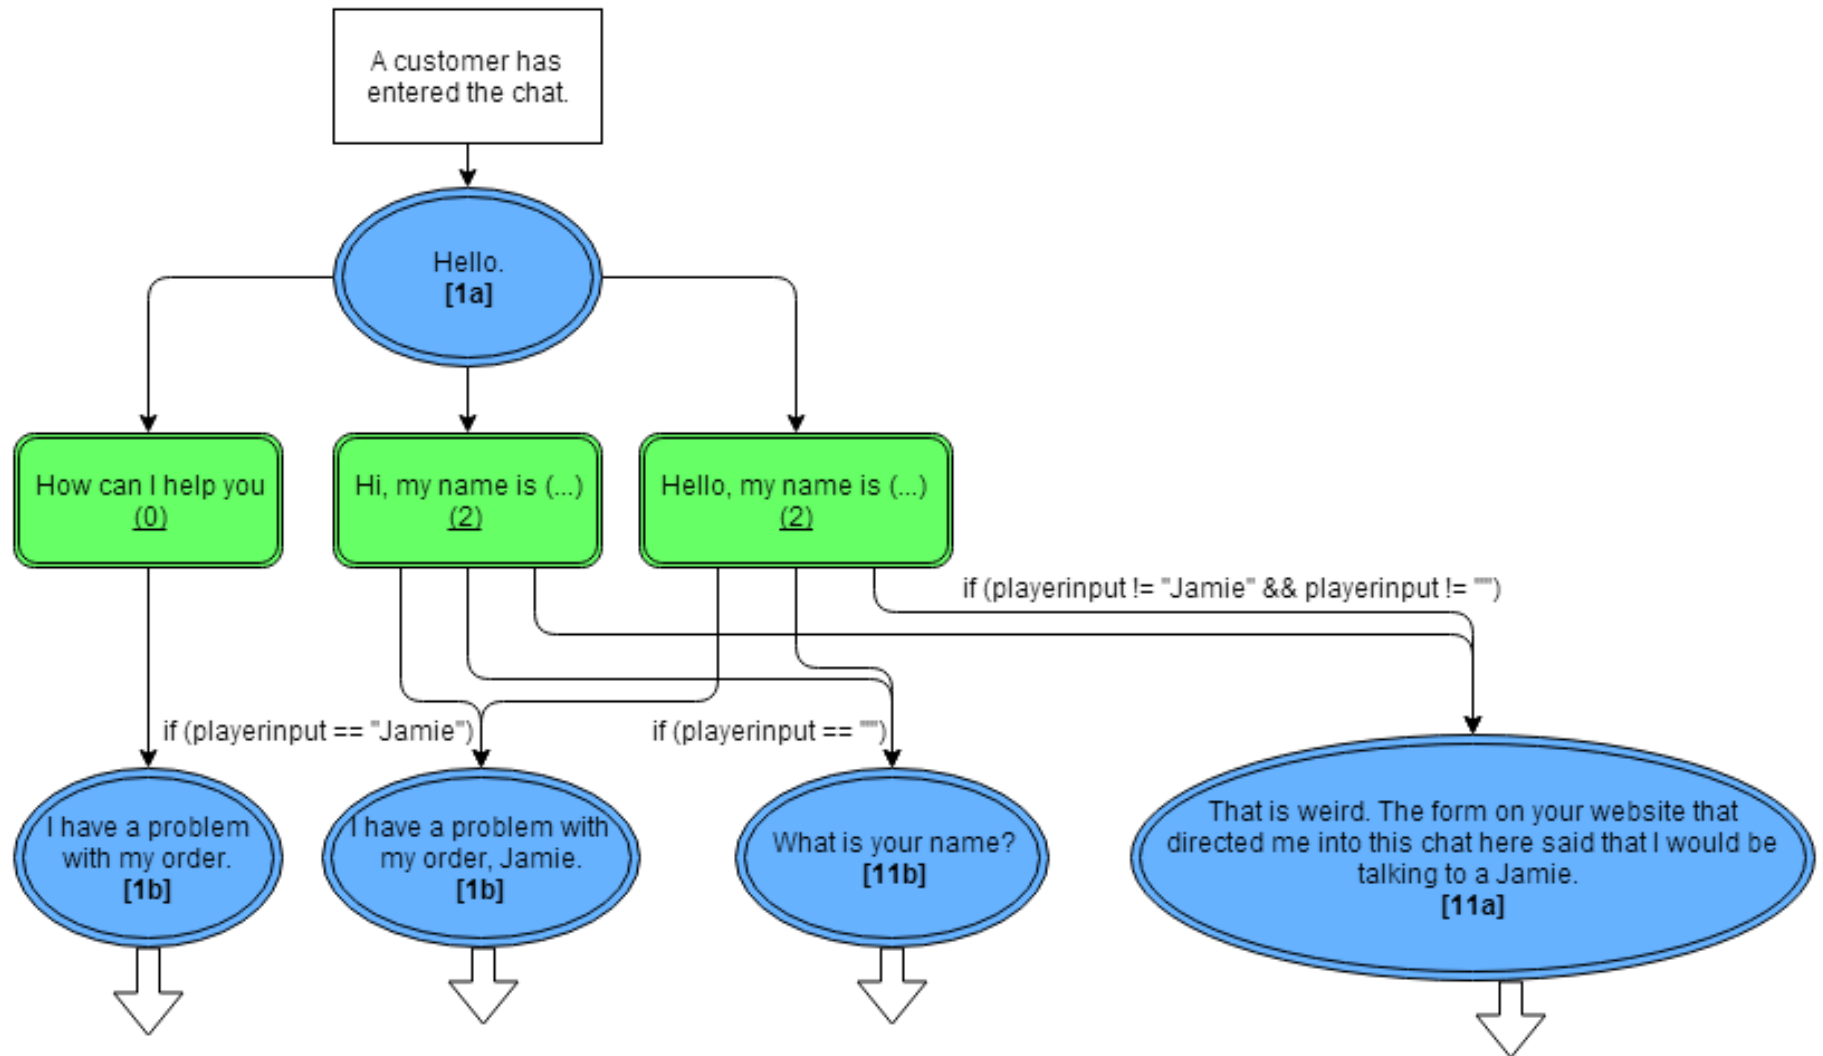 A customer has
entered the chat.
Hello.
[1a]
How can I help you
(0)
Hi, my name is (...)
(2)
Hello, my name is (...)
(2)
if (playerinput != "Jamie" && playerinput != "")
if (playerinput == "Jamie")
if (playerinput == "")
I have a problem
with my order.
[1b]
I have a problem with
my order, Jamie.
[1b]
What is your name?
[11b]
That is weird. The form on your website that
directed me into this chat here said that I would be
talking to a Jamie.
[11a]